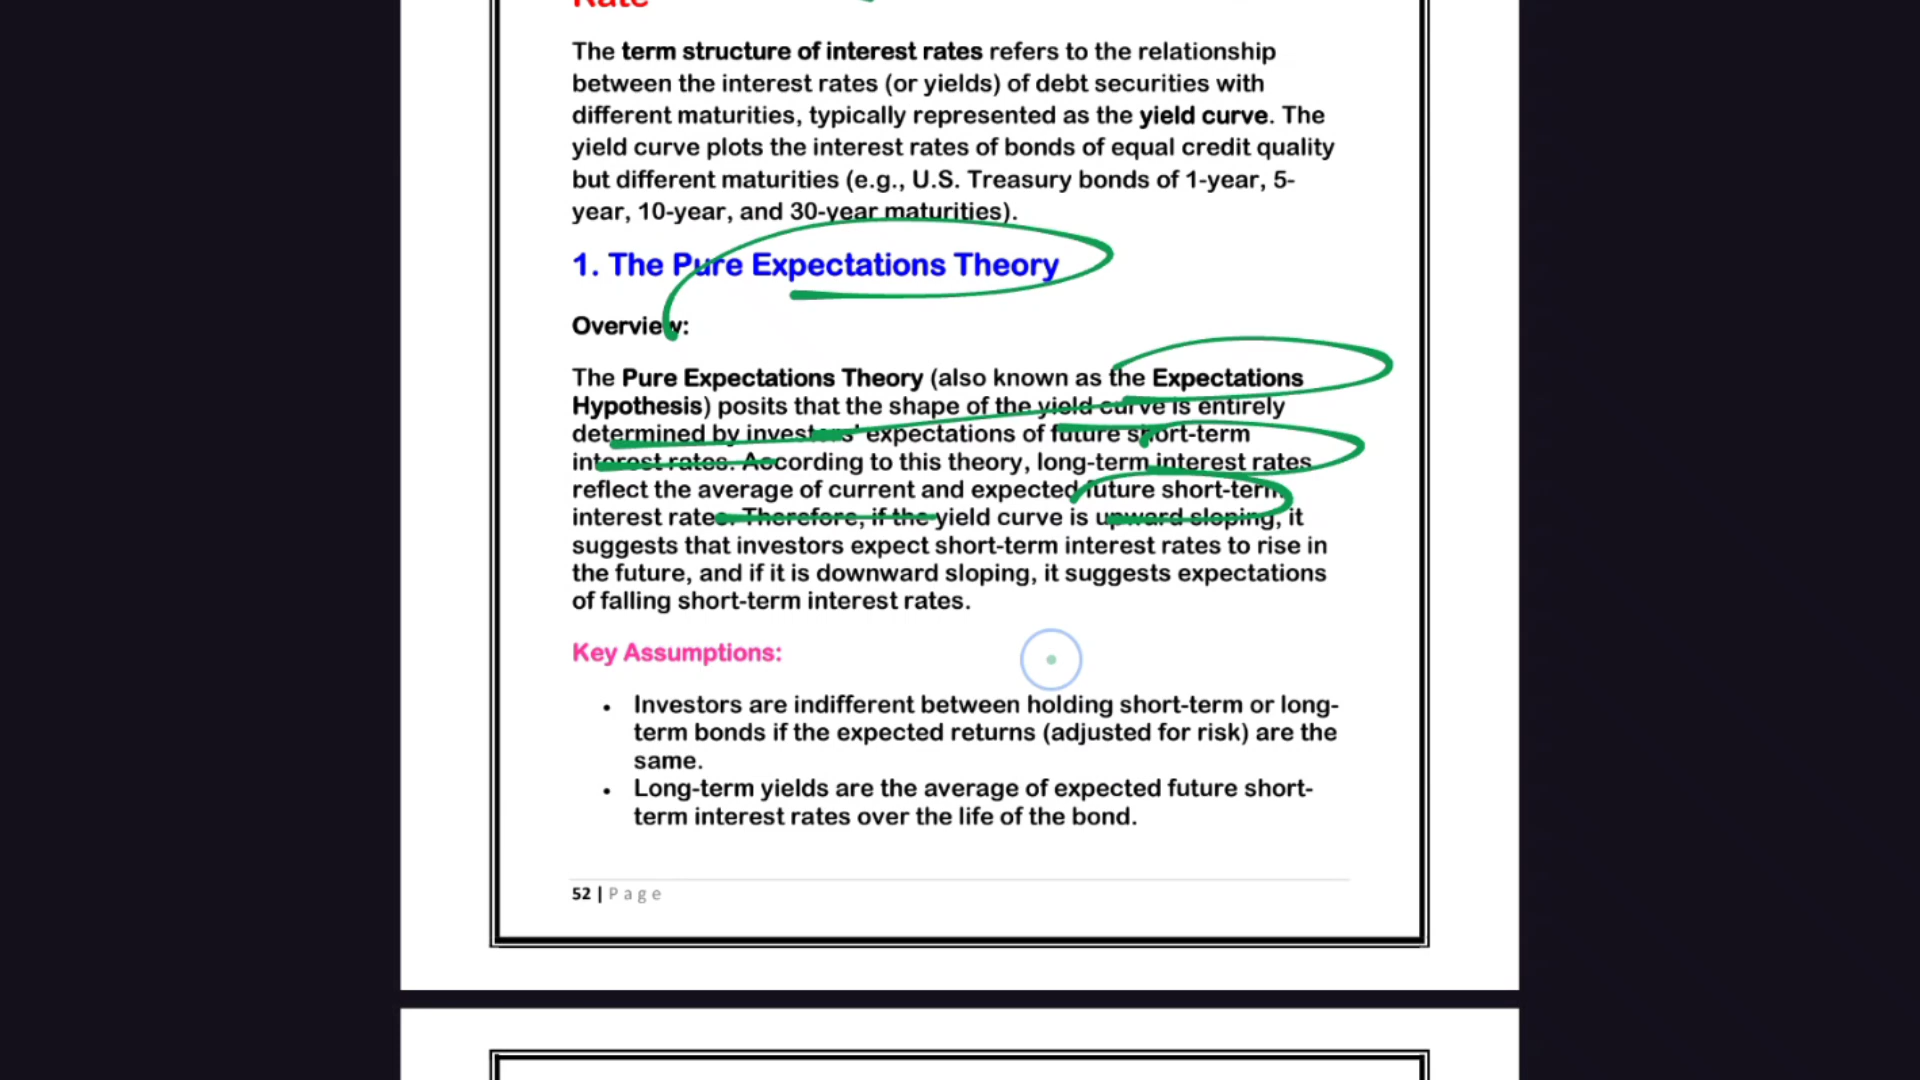 Rate
The term structure of interest rates refers to the relationship
between the interest rates (or yields) of debt securities with
different maturities, typically represented as the yield curve. The
yield curve plots the interest rates of bonds of equal credit quality
but different maturities (e.g., U.S. Treasury bonds of 1-year, 5-
year, 10-year, and 30-year maturities).
1. The Pure Expectations Theory
Overview:
The Pure Expectations Theory (also known as the Expectations
Hypothesis) posits that the shape of the yield curve is entirely
determined by investors' expectations of future short-term
interest rates. According to this theory, long-term interest rates
reflect the average of current and expected future short-term
interest rates. Therefore, if the yield curve is upward sloping, it
suggests that investors expect short-term interest rates to rise in
the future, and if it is downward sloping, it suggests expectations
of falling short-term interest rates.
Key Assumptions:
• Investors are indifferent between holding short-term or long-
term bonds if the expected returns (adjusted for risk) are the
same.
• Long-term yields are the average of expected future short-
term interest rates over the life of the bond.
52 | Page